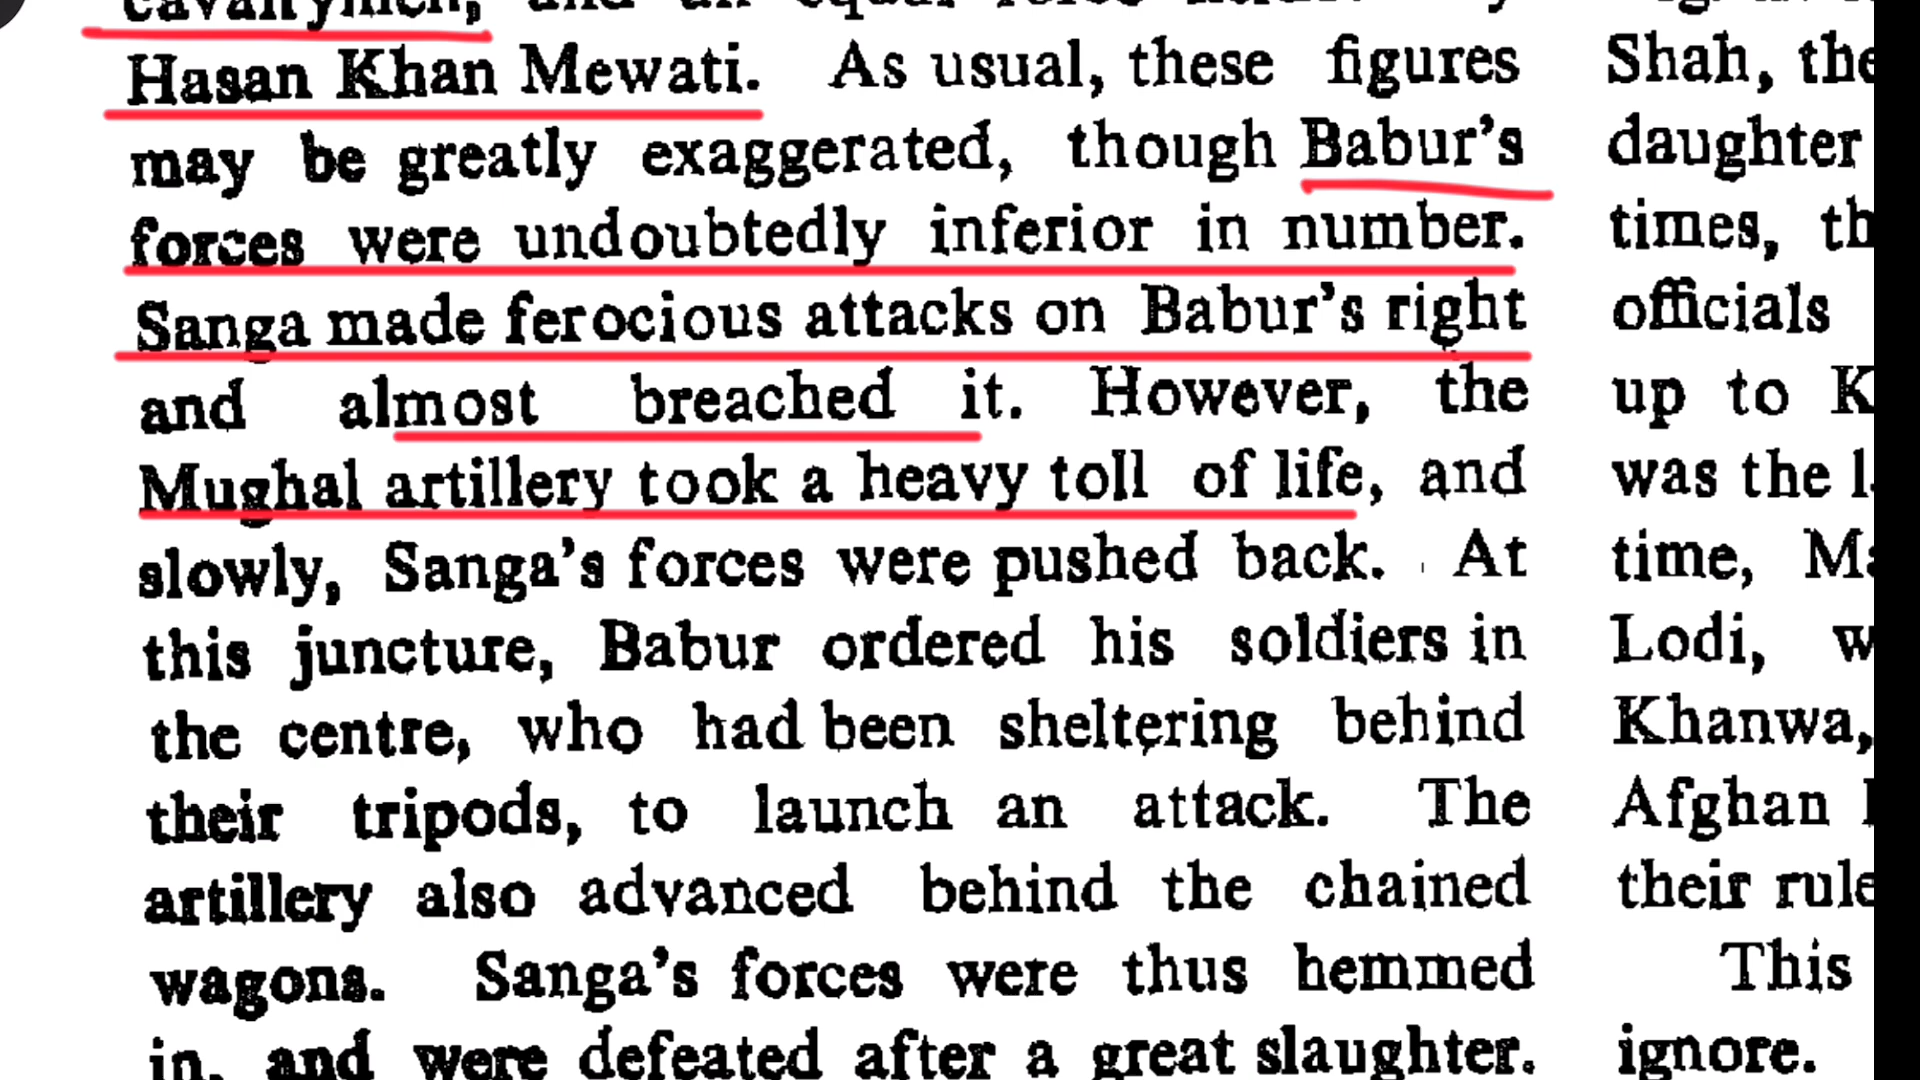 cavalrymen, and an equal force
Hasan Khan Mewati. As usual, these figures
may be greatly exaggerated, though Babur's
forces were undoubtedly inferior in number.
Sanga made ferocious attacks on Babur's right
and almost breached it. However, the
Mughal artillery took a heavy toll of life, and
slowly, Sanga's forces were pushed back. At
this juncture, Babur ordered his soldiers in
the centre, who had been sheltering behind
their tripods, to launch an attack. The
artillery also advanced behind the chained
wagons. Sanga's forces were thus hemmed
in, and were defeated after a great slaughter.
Shah, the
daughter
times,
officials
up to
was the
time,
Lodi,
Khanwa,
Afghan
their rule
This
ignore.